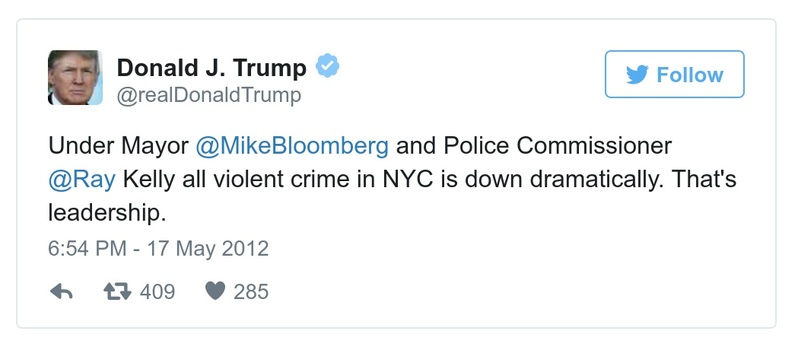 Donald J. Trump
@realDonaldTrump
Follow
Under Mayor @MikeBloomberg and Police Commissioner
@Ray Kelly all violent crime in NYC is down dramatically. That's
leadership.
6:54 PM - 17 May 2012
409 285